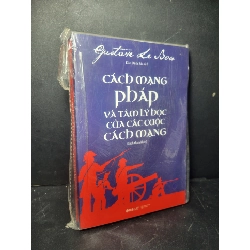 Gustave Le Bon
CÁCH MẠNG
PHÁP
VÀ TÂM LÝ HỌC
CỦA CÁC CUỘC
CÁCH MẠNG